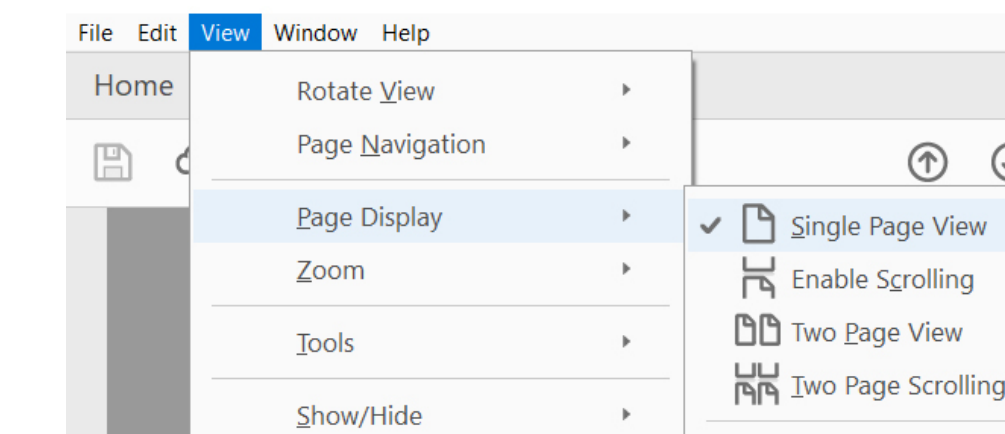 File Edit View Window Help
Home
Rotate View
Page Navigation
Page Display
Zoom
Tools
Show/Hide
Single Page View
Enable Scrolling
Two Page View
Two Page Scrolling